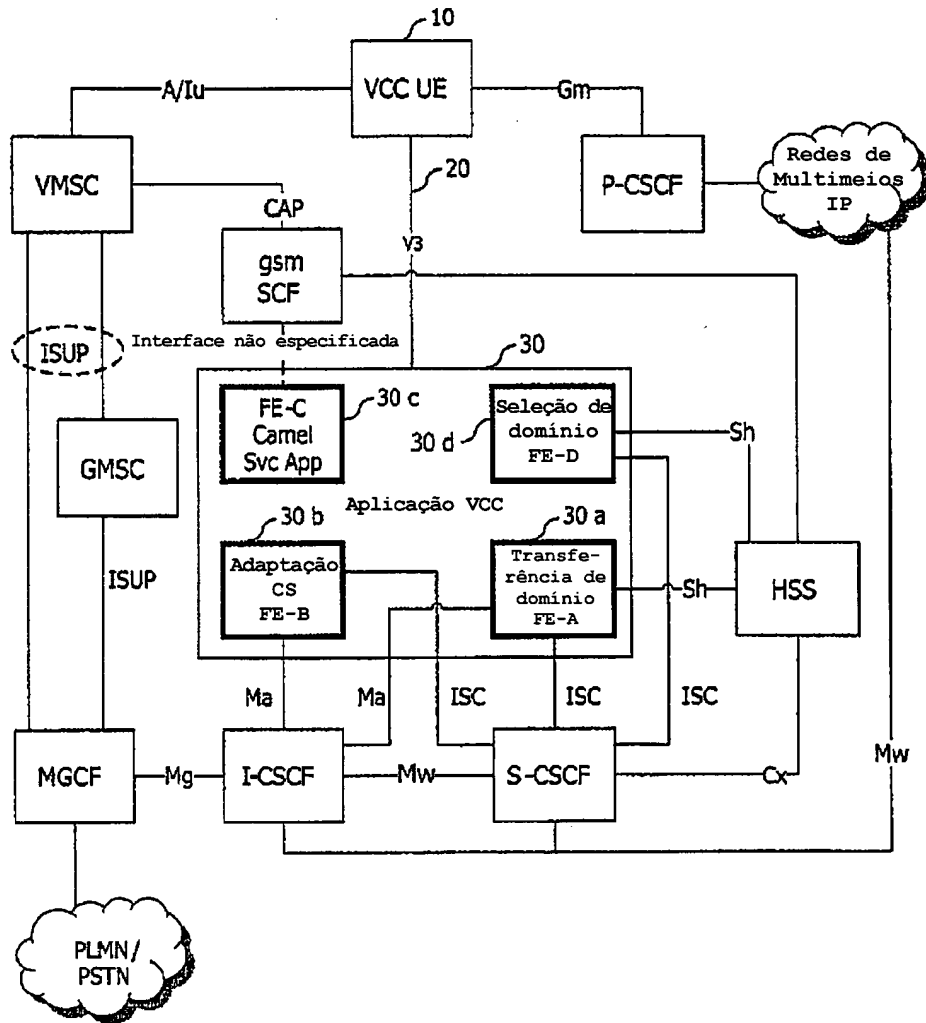 10
VCC UE
A/Iu
Gm
VMSC
P-CSCF
Redes de
Multimeios
IP
20
CAP
V3
gsm
SCF
ISUP
Interface não especificada
30
FE-C
Camel
Svc App
30 c
30 d
Seleção de
domínio
FE-D
Sh
GMSC
Aplicação VCC
30 b
30 a
ISUP
Adaptação
CS
FE-B
Transfe-
rência de
domínio
FE-A
Sh
HSS
Ma
Ma
ISC
ISC
ISC
Mw
MGCF
Mg
I-CSCF
Mw
S-CSCF
Cx
PLMN/
PSTN